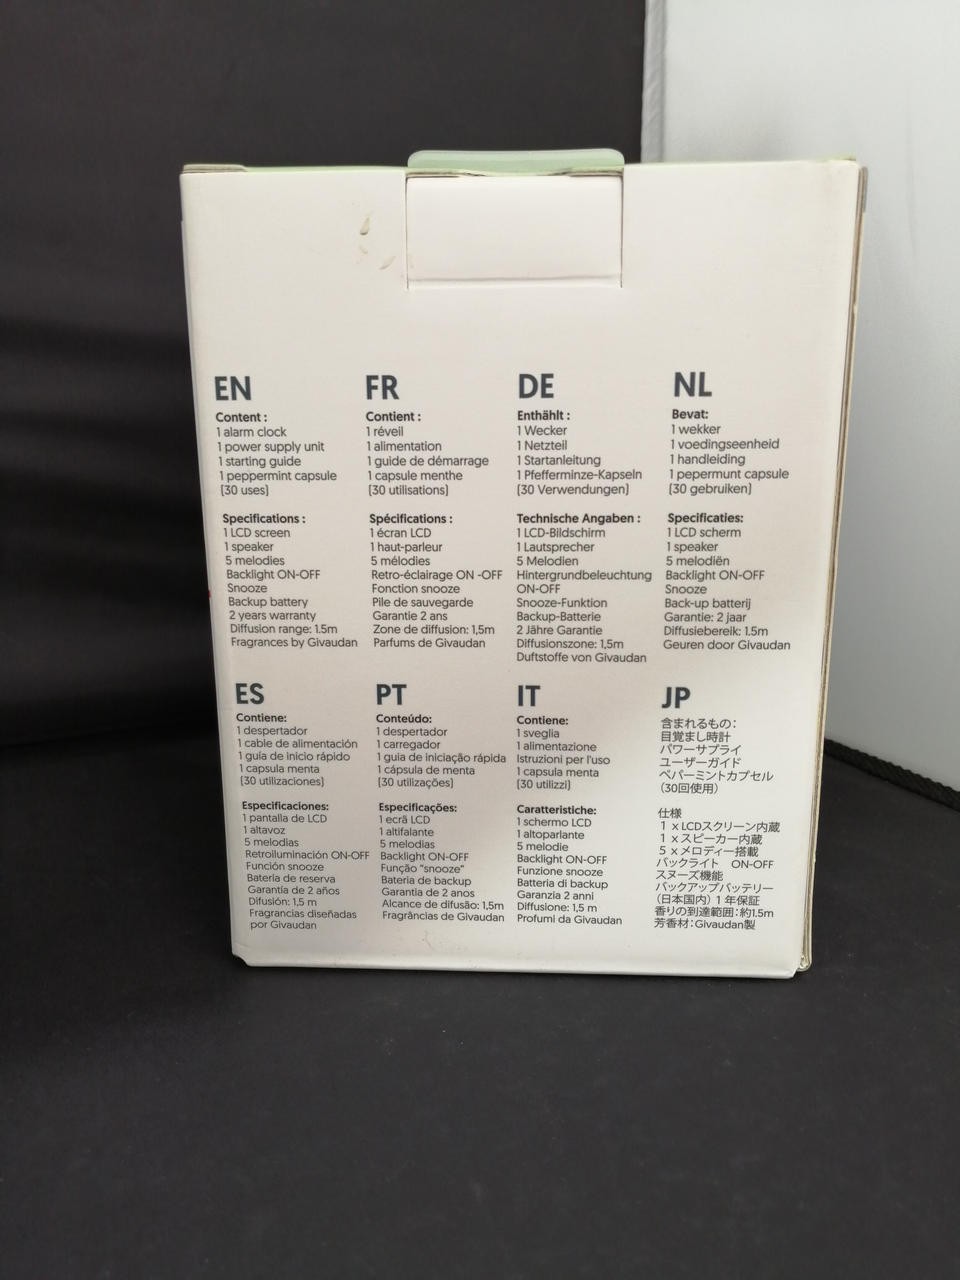 EN
Content :
1 alarm clock
1 power supply unit
1 starting guide
1 peppermint capsule
(30 uses)
Specifications :
1 LCD screen
1 speaker
5 melodies
Backlight ON-OFF
Snooze
Backup battery
2 years warranty
Diffusion range: 1.5m
Fragrances by Givaudan
FR
Contient :
1 réveil
1 alimentation
1 guide de démarrage
1 capsule menthe
(30 utilisations)
Spécifications :
1 écran LCD
1 haut-parleur
5 mélodies
Retro-éclairage ON -OFF
Fonction snooze
Pile de sauvegarde
Garantie 2 ans
Zone de diffusion: 1,5m
Parfums de Givaudan
DE
Enthählt :
1 Wecker
1 Netzteil
1 Startanleitung
1 Pfefferminze-Kapseln
(30 Verwendungen)
Technische Angaben :
1 LCD-Bildschirm
1 Lautsprecher
5 Melodien
Hintergrundbeleuchtung
ON-OFF
Snooze-Funktion
Backup-Batterie
2 Jähre Garantie
Diffusionszone: 1,5m
Duftstoffe von Givaudan
NL
Bevat:
1 wekker
1 voedingseenheid
1 handleiding
1 pepermunt capsule
(30 gebruiken)
Specificaties:
1 LCD scherm
1 speaker
5 melodiën
Backlight ON-OFF
Snooze
Back-up batterij
Garantie: 2 jaar
Diffusiebereik: 1.5m
Geuren door Givaudan
ES
Contiene:
1 despertador
1 cable de alimentación
1 guía de inicio rápido
1 capsula menta
(30 utilizaciones)
Especificaciones:
1 pantalla de LCD
1 altavoz
5 melodias
Retroiluminación ON-OFF
Función snooze
Batería de reserva
Garantía de 2 años
Difusión: 1,5 m
Fragrancias diseñadas
por Givaudan
PT
Conteúdo:
1 despertador
1 carregador
1 guia de iniciação rápida
1 cápsula de menta
(30 utilizações)
Especificações:
1 ecrã LCD
1 altifalante
5 melodias
Backlight ON-OFF
Função "snooze"
Bateria de backup
Garantia de 2 anos
Alcance de difusão: 1,5m
Fragrâncias de Givaudan
IT
Contiene:
1 sveglia
1 alimentazione
Istruzioni per l'uso
1 capsula menta
(30 utilizzi)
Caratteristiche:
1 schermo LCD
1 altoparlante
5 melodie
Backlight ON-OFF
Funzione snooze
Batteria di backup
Garanzia 2 anni
Diffusione: 1,5 m
Profumi da Givaudan
JP
含まれるもの：
目覚まし時計
パワーサプライ
ユーザーガイド
ペパーミントカプセル
（30回使用）
仕様
1 xLCDスクリーン内蔵
1 xスピーカー内蔵
5 xメロディー搭載
バックライト ON-OFF
スヌーズ機能
バックアップバッテリー
（日本国内）1 年保証
香りの到達範囲：約1.5m
芳香材：Givaudan製